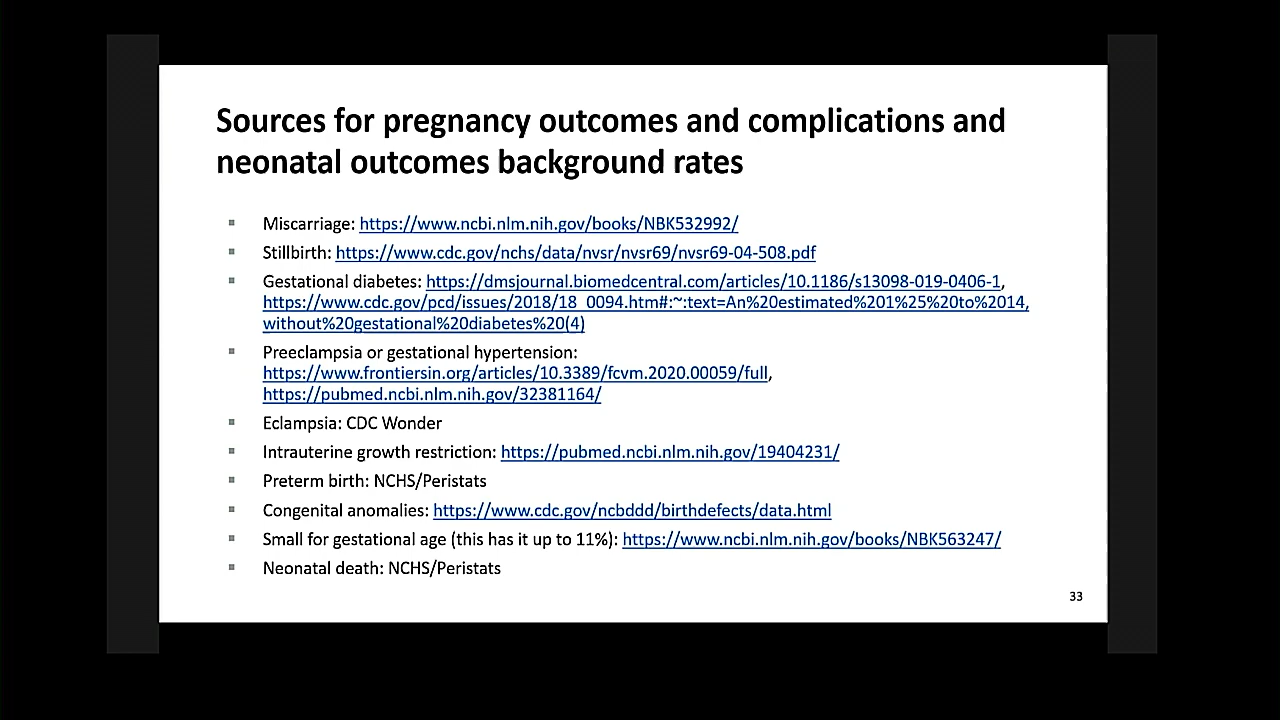 Sources for pregnancy outcomes and complications and
neonatal outcomes background rates
▪ Miscarriage: https://www.ncbi.nlm.nih.gov/books/NBK532992/
▪ Stillbirth: https://www.cdc.gov/nchs/data/nvsr/nvsr69/nvsr69-04-508.pdf
▪ Gestational diabetes: https://dmsjournal.biomedcentral.com/articles/10.1186/s13098-019-0406-1,
https://www.cdc.gov/pcd/issues/2018/18_0094.htm#:~:text=An%20estimated%201%25%20to%2014,
without%20gestational%20diabetes%20(4)
▪ Preeclampsia or gestational hypertension:
https://www.frontiersin.org/articles/10.3389/fcvm.2020.00059/full,
https://pubmed.ncbi.nlm.nih.gov/32381164/
▪ Eclampsia: CDC Wonder
▪ Intrauterine growth restriction: https://pubmed.ncbi.nlm.nih.gov/19404231/
▪ Preterm birth: NCHS/Peristats
▪ Congenital anomalies: https://www.cdc.gov/ncbddd/birthdefects/data.html
▪ Small for gestational age (this has it up to 11%): https://www.ncbi.nlm.nih.gov/books/NBK563247/
▪ Neonatal death: NCHS/Peristats
33